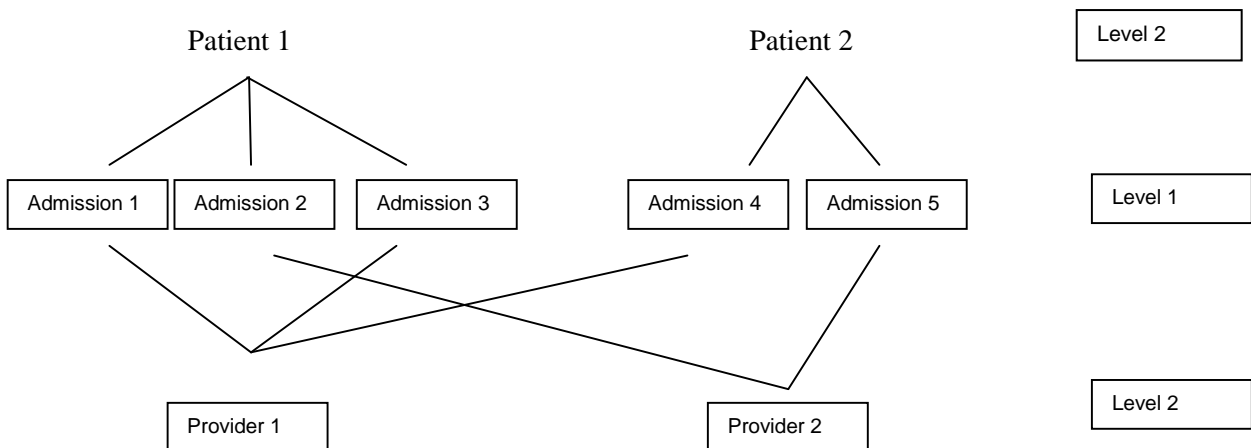 Patient 1
Patient 2
Level 2
Admission 1
Admission 2
Admission 3
Admission 4
Admission 5
Level 1
Provider 1
Provider 2
Level 2